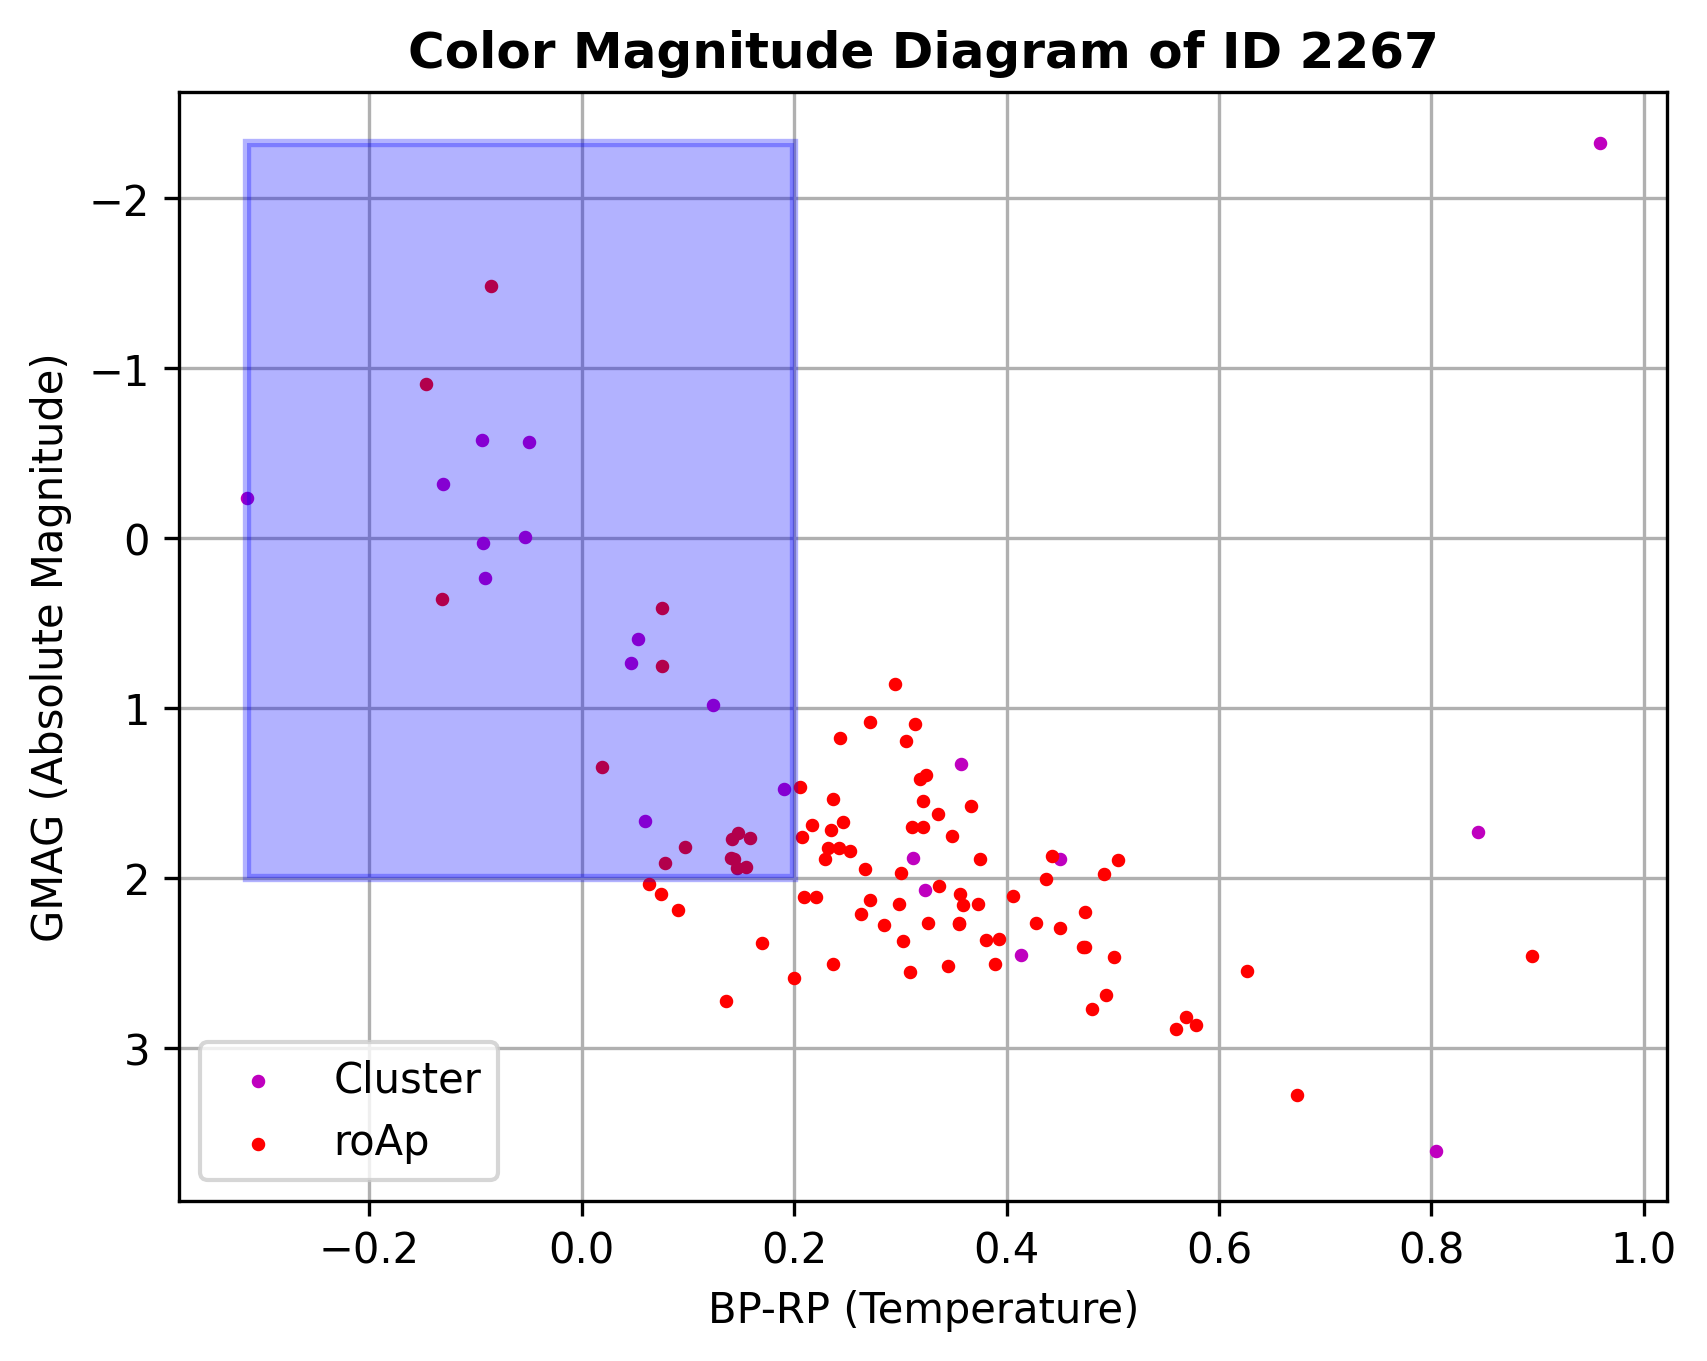 Color Magnitude Diagram of ID 2267
GMAG (Absolute Magnitude)
−2
−1
0
1
2
3
Cluster
roAp
−0.2 0.0 0.2 0.4 0.6 0.8 1.0
BP-RP (Temperature)